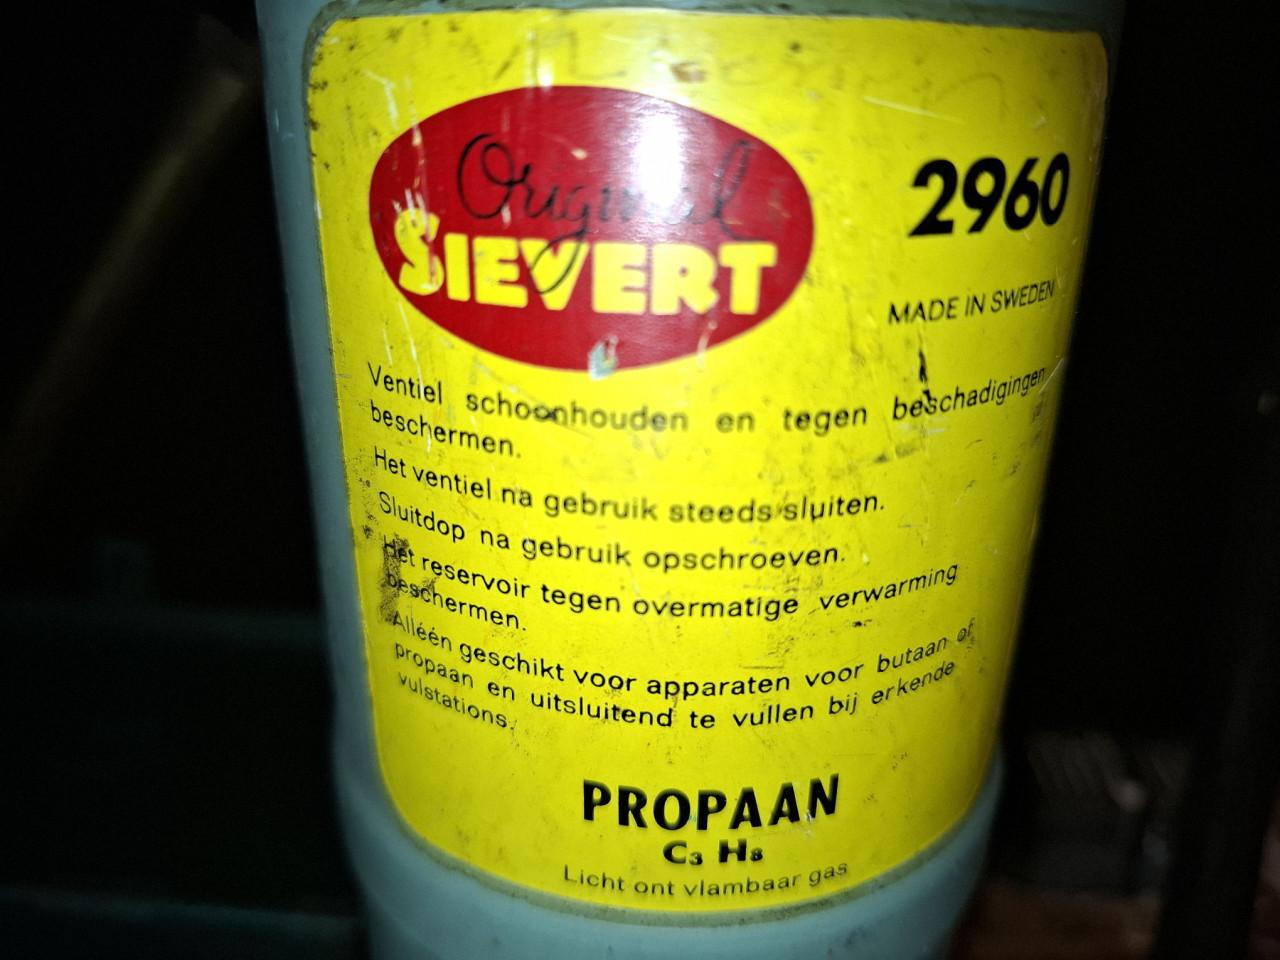 Original
SIEVERT
2960
MADE IN SWEDEN
Ventiel schoonhouden en tegen beschadigingen
beschermen.
Het ventiel na gebruik steeds sluiten.
Sluitdop na gebruik opschroeven.
Het reservoir tegen overmatige verwarming
beschermen.
Alléén geschikt voor apparaten voor butaan of
propaan en uitsluitend te vullen bij erkende
vulstations.
PROPAAN
C₃ H₈
Licht ont vlambaar gas